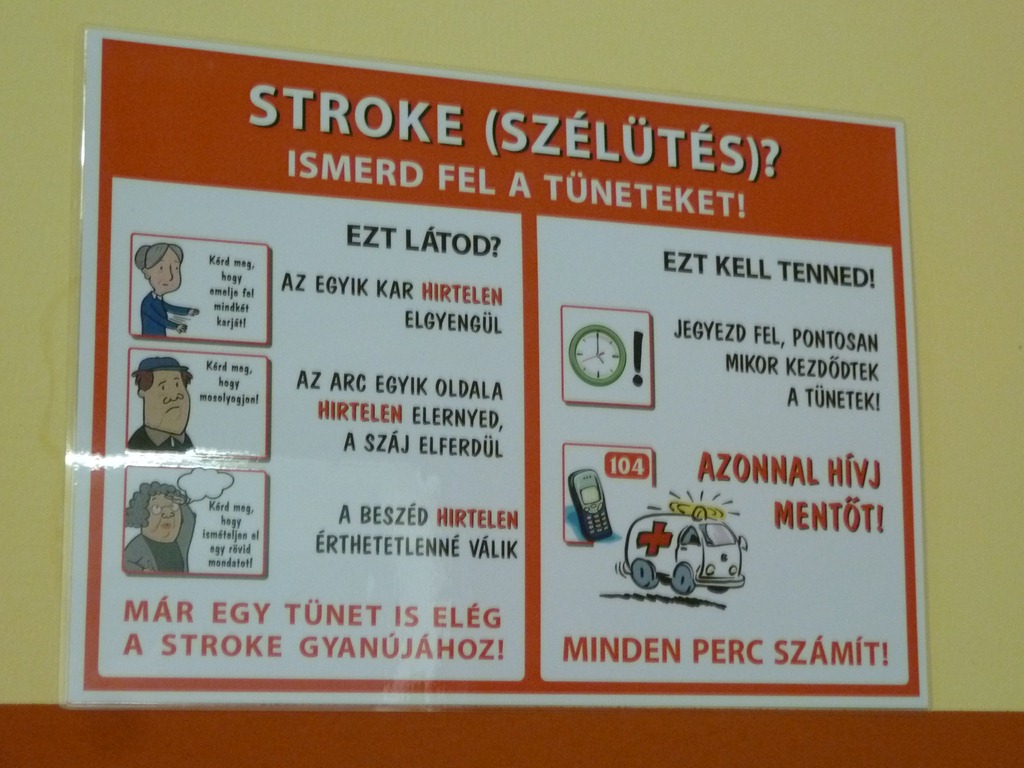 STROKE (SZÉLÜTÉS)?
ISMERD FEL A TÜNETEKET!
EZT LÁTOD?
Kérd meg,
hogy
emelje fel
mindkét
karját!
AZ EGYIK KAR HIRTELEN
ELGYENGÜL
Kérd meg,
hogy
mosolyogjon!
AZ ARC EGYIK OLDALA
HIRTELEN ELERNYED,
A SZÁJ ELFERDÜL
Kérd meg,
hogy
ismételjen el
egy rövid
mondatot!
A BESZÉD HIRTELEN
ÉRTHETETLENNÉ VÁLIK
MÁR EGY TÜNET IS ELÉG
A STROKE GYANÚJÁHOZ!
EZT KELL TENNED!
JEGYEZD FEL, PONTOSAN
MIKOR KEZDŐDTEK
A TÜNETEK!
104
AZONNAL HÍVJ
MENTŐT!
MINDEN PERC SZÁMÍT!